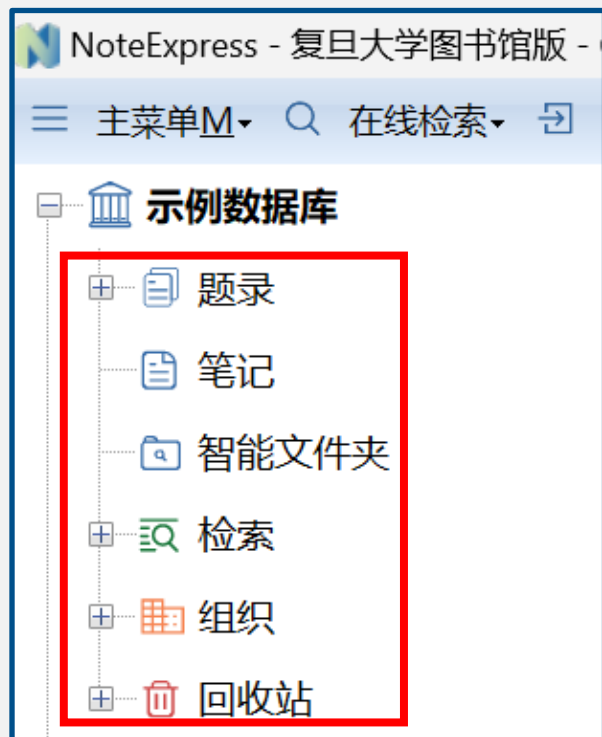 NoteExpress - 复旦大学图书馆版 -
主菜单M 在线检索
示例数据库
题录
笔记
智能文件夹
检索
组织
回收站